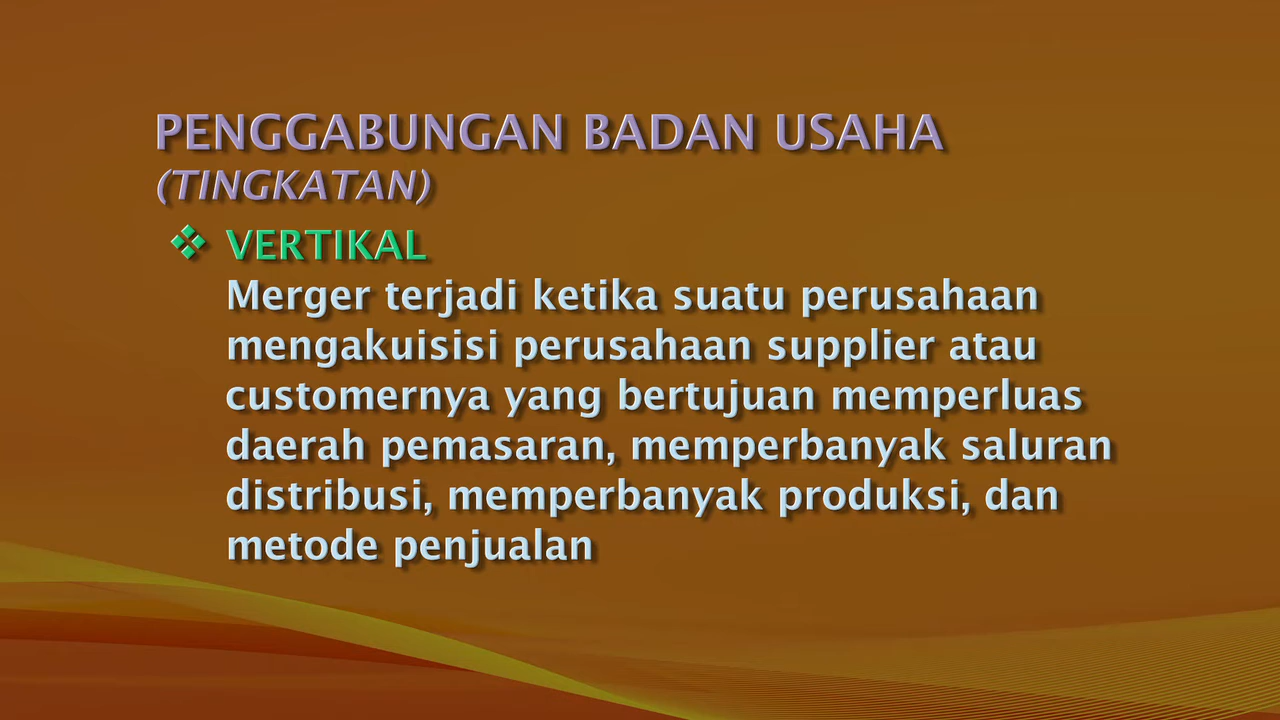 PENGGABUNGAN BADAN USAHA
(TINGKATAN)
❖ VERTIKAL
Merger terjadi ketika suatu perusahaan
mengakuisisi perusahaan supplier atau
customernya yang bertujuan memperluas
daerah pemasaran, memperbanyak saluran
distribusi, memperbanyak produksi, dan
metode penjualan